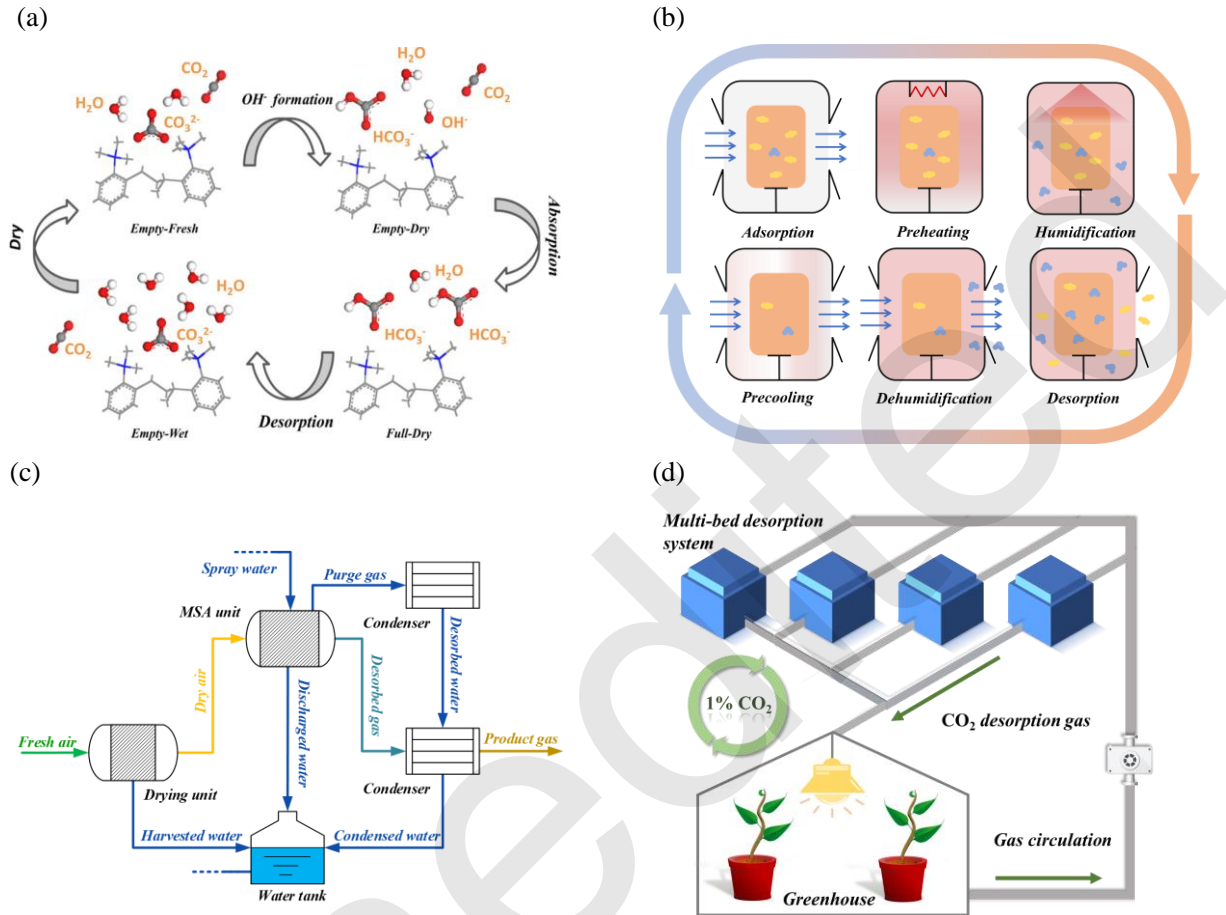 (a)
CO2
H2O
CO3 2-
Empty-Fresh
OH- formation
H2O
CO2
OH-
HCO3-
Empty-Dry
Absorption
Dry
H2O
CO2
CO3 2-
Empty-Wet
Desorption
H2O
HCO3-
HCO3-
Full-Dry
(b)
Adsorption
Preheating
Humidification
Precooling
Dehumidification
Desorption
(c)
Spray water
Purge gas
MSA unit
Condenser
Dry air
Discharged water
Desorbed gas
Desorbed water
Fresh air
Product gas
Drying unit
Condenser
Harvested water
Condensed water
Water tank
(d)
Multi-bed desorption
system
1% CO2
CO2 desorption gas
Gas circulation
Greenhouse